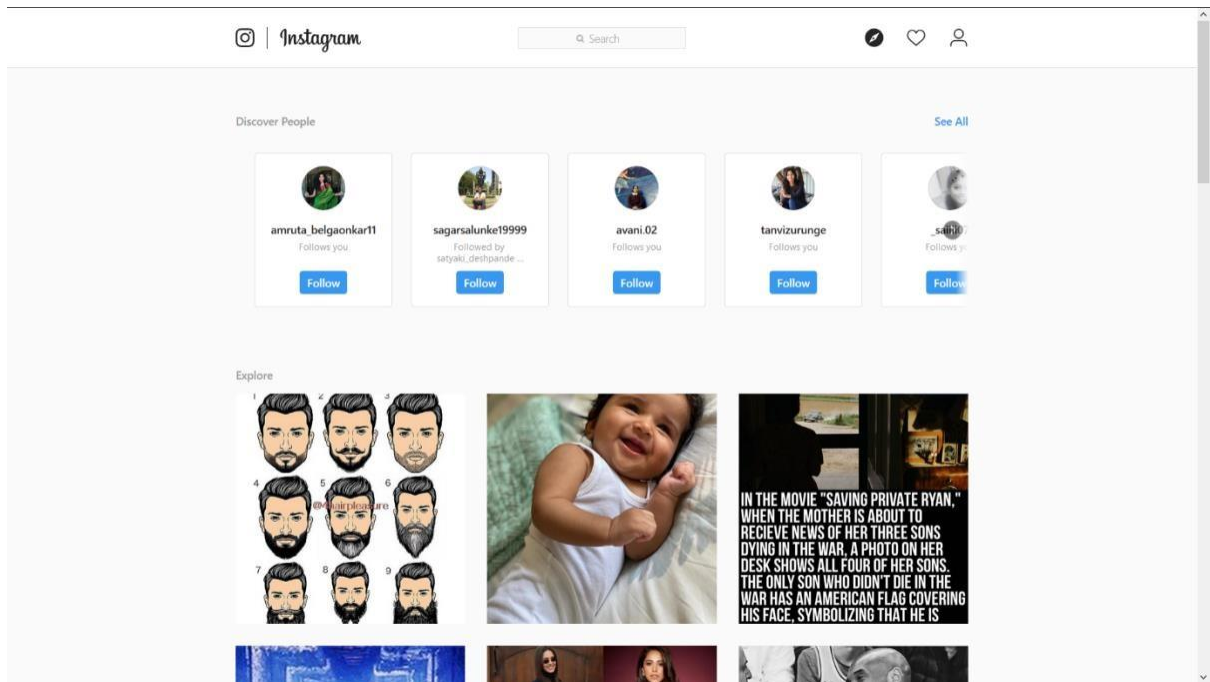 Instagram
Search
Discover People
See All
amruta_belgaonkar11
Follows you
Follow
sagarsalunke19999
Followed by
satyaki_deshpande ...
Follow
avani.02
Follows you
Follow
tanvizurunge
Follows you
Follow
Follows
Follow
Explore
1 2 3
4 5 6
@4hairpleasure
7 8 9
IN THE MOVIE "SAVING PRIVATE RYAN,"
WHEN THE MOTHER IS ABOUT TO
RECIEVE NEWS OF HER THREE SONS
DYING IN THE WAR, A PHOTO ON HER
DESK SHOWS ALL FOUR OF HER SONS.
THE ONLY SON WHO DIDN'T DIE IN THE
WAR HAS AN AMERICAN FLAG COVERING
HIS FACE, SYMBOLIZING THAT HE IS